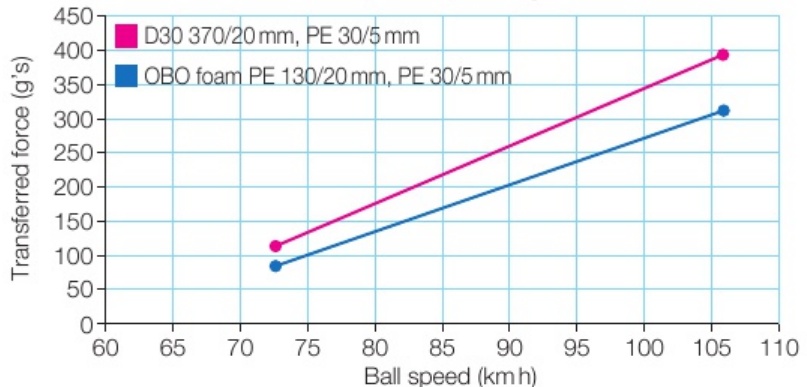 450
400
350
300
250
200
150
100
50
0
Transferred force (g's)
D30 370/20 mm, PE 30/5 mm
OBO foam PE 130/20 mm, PE 30/5 mm
60 65 70 75 80 85 90 95 100 105 110
Ball speed (km h)